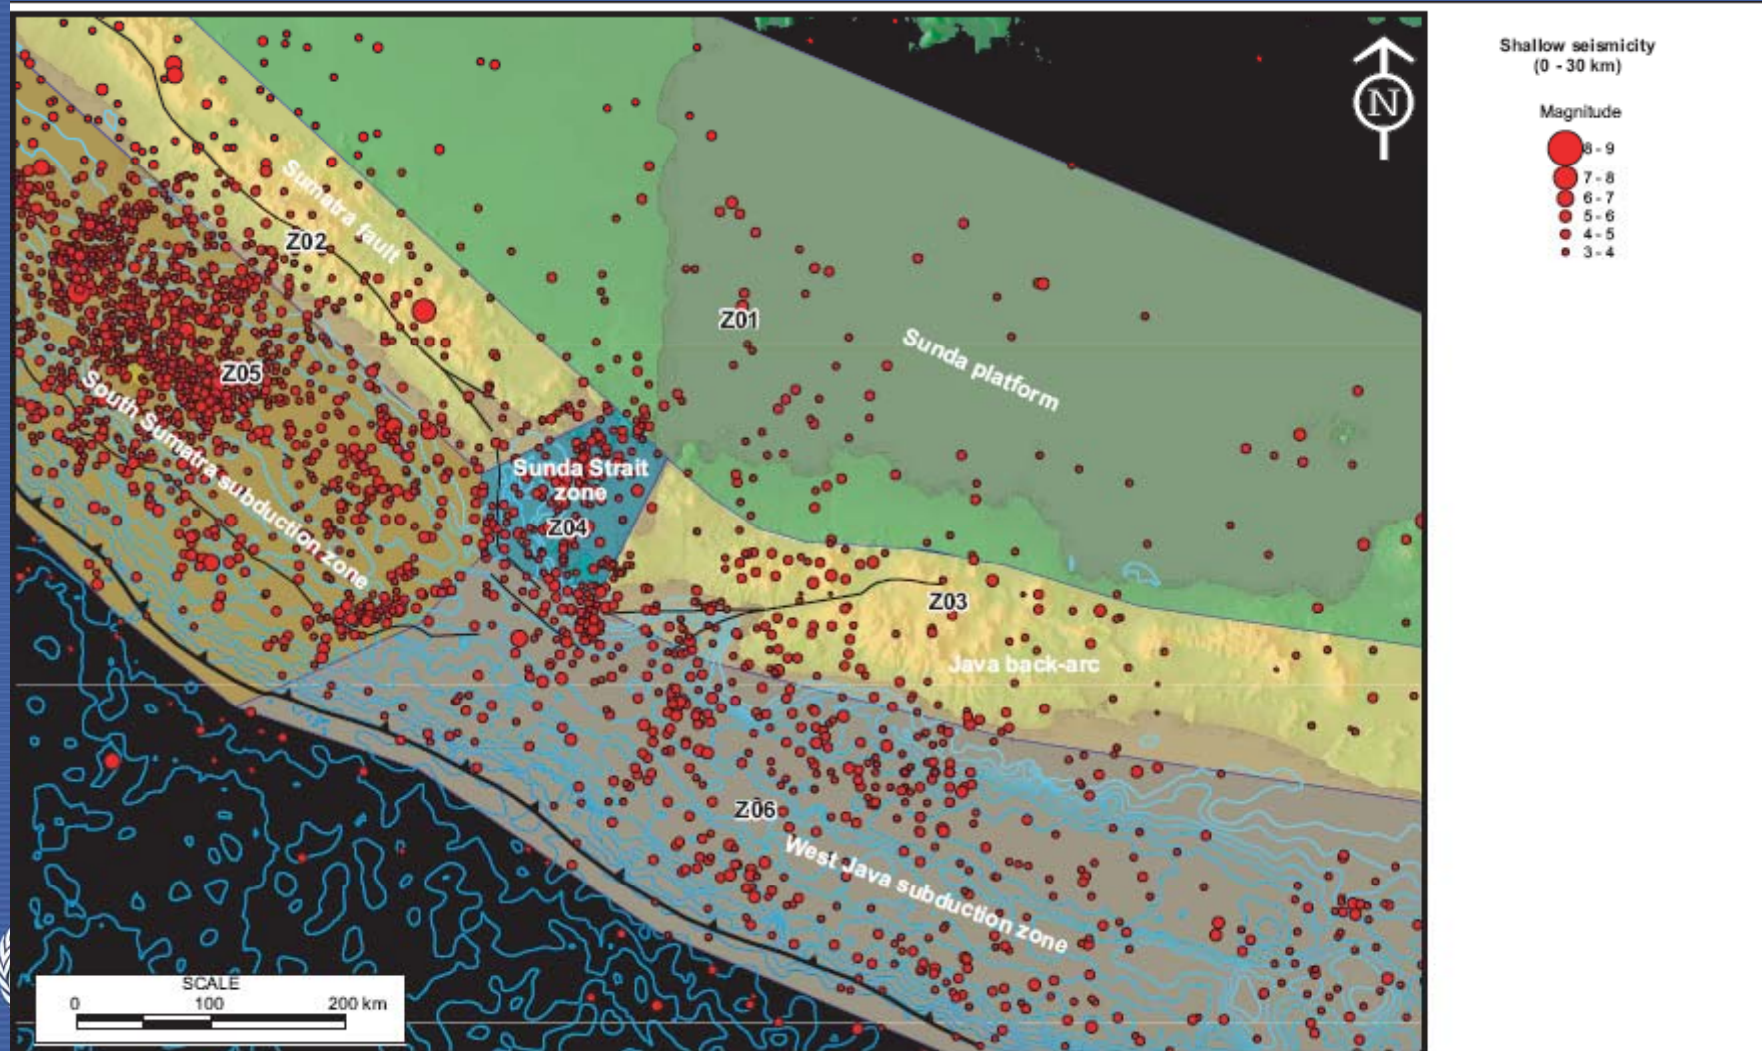 Shallow seismicity
(0 - 30 km)
Magnitude
8 - 9
7 - 8
6 - 7
5 - 6
4 - 5
3 - 4
N
Sumatra fault
Z02
Z01
Sunda platform
Z05
South Sumatra subduction zone
Sunda Strait
zone
Z04
Z03
Java back-arc
Z06
West Java subduction zone
SCALE
0 100 200 km